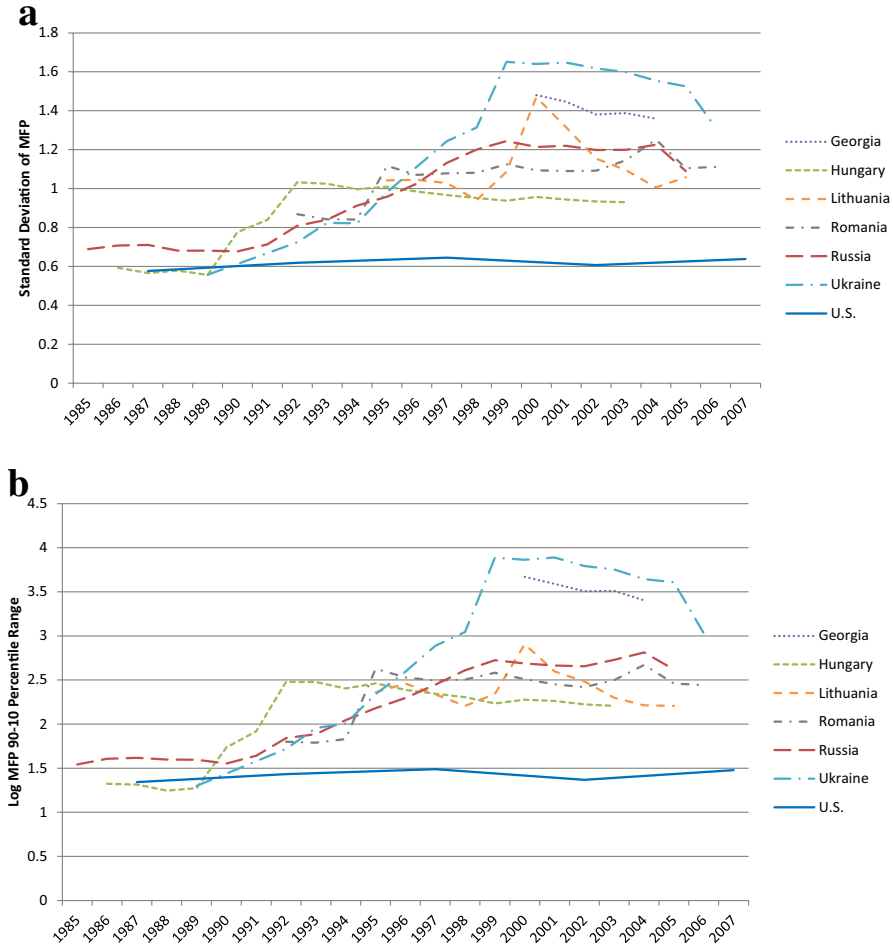 a
Standard Deviation of MFP
1.8
1.6
1.4
1.2
1
0.8
0.6
0.4
0.2
0
1985 1986 1987 1988 1989 1990 1991 1992 1993 1994 1995 1996 1997 1998 1999 2000 2001 2002 2003 2004 2005 2006 2007
Georgia
Hungary
Lithuania
Romania
Russia
Ukraine
U.S.
b
Log MFP 90-10 Percentile Range
4.5
4
3.5
3
2.5
2
1.5
1
0.5
0
1985 1986 1987 1988 1989 1990 1991 1992 1993 1994 1995 1996 1997 1998 1999 2000 2001 2002 2003 2004 2005 2006 2007
Georgia
Hungary
Lithuania
Romania
Russia
Ukraine
U.S.